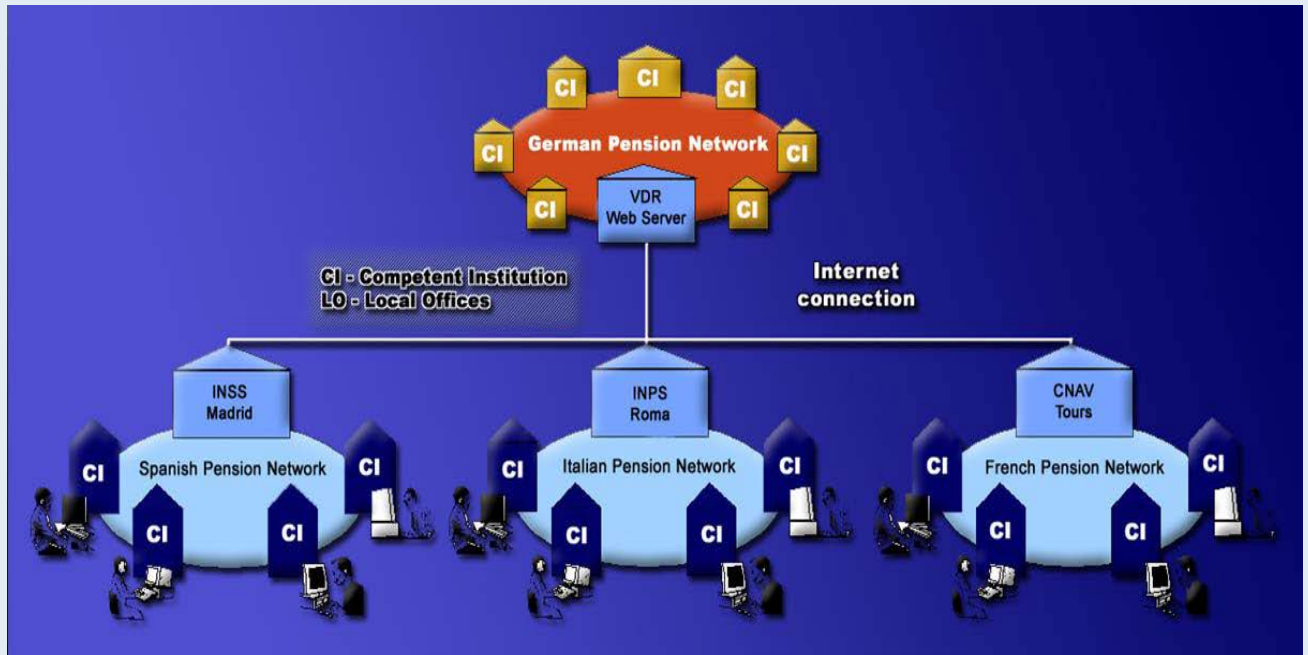 CI
CI
CI
CI
CI
German Pension Network
CI
VDR
CI
CI
Web Server
CI - Competent Institution
LO - Local Offices
Internet
connection
INSS
Madrid
INPS
Roma
CNAV
Tours
CI
Spanish Pension Network
CI
CI
CI
CI
Italian Pension Network
CI
CI
CI
CI
French Pension Network
CI
CI
CI